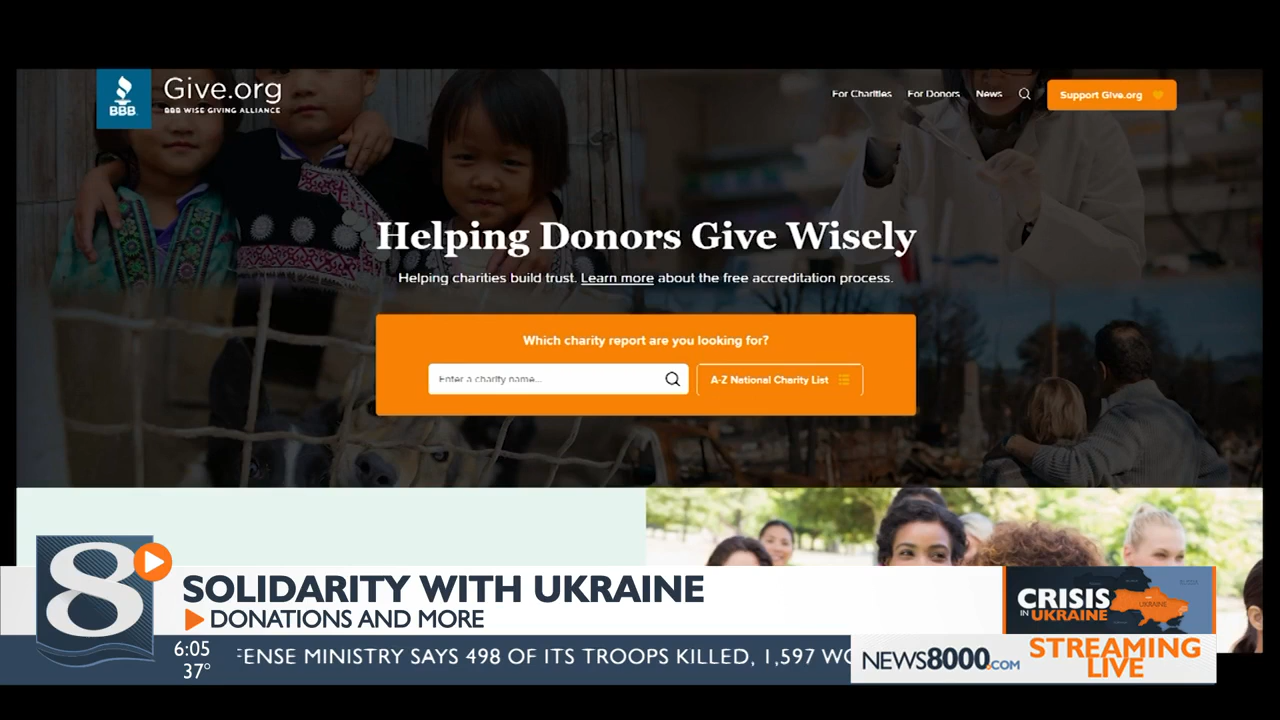 Give.org
BBB WISE GIVING ALLIANCE
BBB
For Charities For Donors News Support Give.org
Helping Donors Give Wisely
Helping charities build trust. Learn more about the free accreditation process.
Which charity report are you looking for?
Enter a charity name... A-Z National Charity List
8
SOLIDARITY WITH UKRAINE
DONATIONS AND MORE
CRISIS
IN UKRAINE
UKRAINE
RUSSIA
6:05
37°
FENSE MINISTRY SAYS 498 OF ITS TROOPS KILLED, 1,597 WO
NEWS8000.COM
STREAMING
LIVE